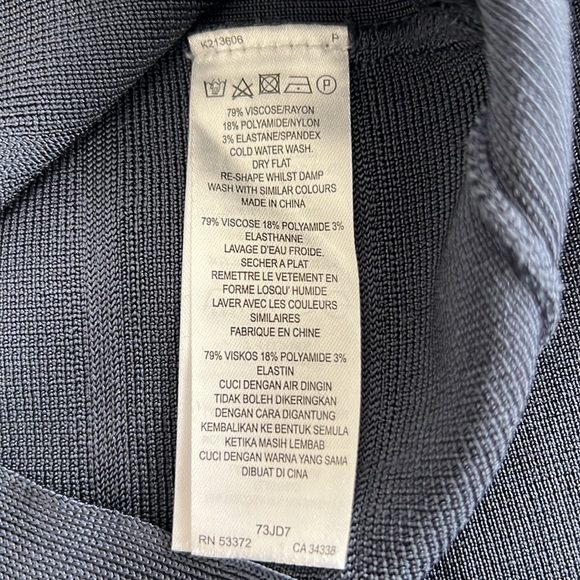 K213606 P
P
79% VISCOSE/RAYON
18% POLYAMIDE/NYLON
3% ELASTANE/SPANDEX
COLD WATER WASH.
DRY FLAT
RE-SHAPE WHILST DAMP
WASH WITH SIMILAR COLOURS
MADE IN CHINA
79% VISCOSE 18% POLYAMIDE 3%
ELASTHANNE
LAVAGE D'EAU FROIDE.
SECHER A PLAT
REMETTRE LE VETEMENT EN
FORME LOSQU' HUMIDE.
LAVER AVEC LES COULEURS
SIMILAIRES
FABRIQUE EN CHINE
79% VISKOS 18% POLYAMIDE 3%
ELASTIN
CUCI DENGAN AIR DINGIN
TIDAK BOLEH DIKERINGKAN
DENGAN CARA DIGANTUNG
KEMBALIKAN KE BENTUK SEMULA
KETIKA MASIH LEMBAB
CUCI DENGAN WARNA YANG SAMA
DIBUAT DI CINA
73JD7
RN 53372 CA 34338